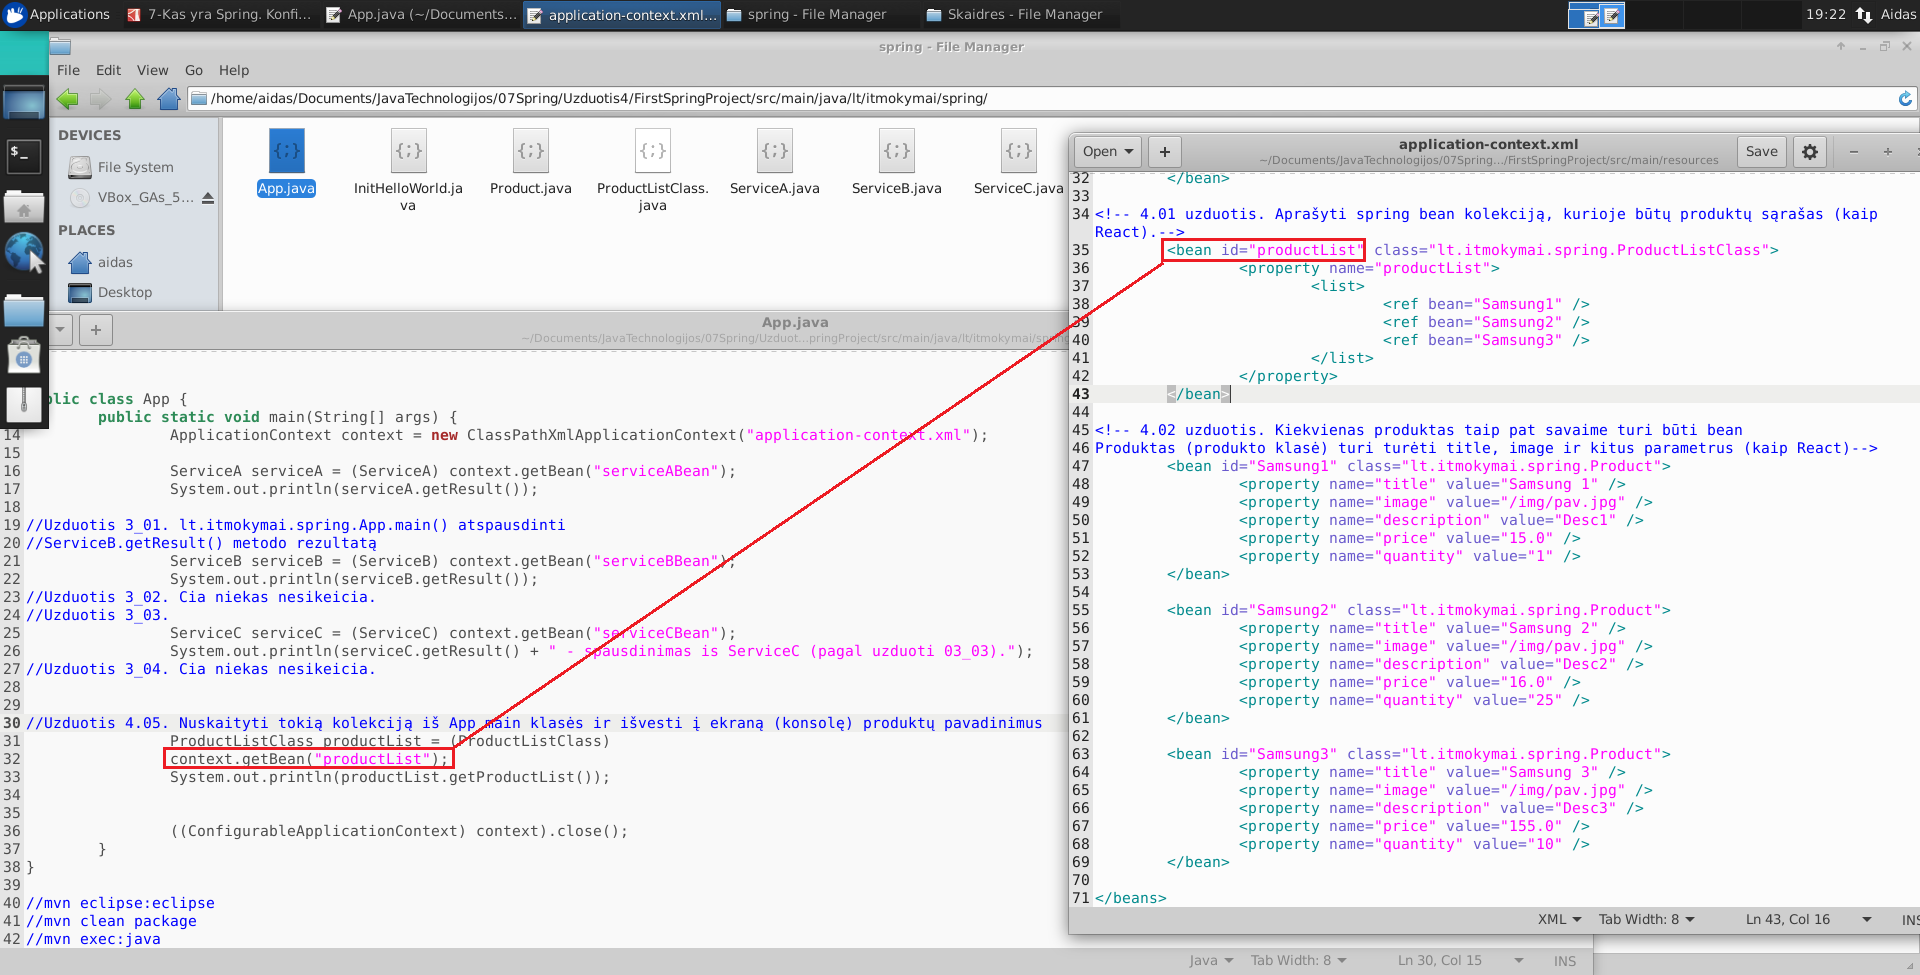 Applications
7-Kas yra Spring. Konfi...
App.java (~/Documents...
application-context.xml...
spring - File Manager
Skaidres - File Manager
19:22
Aidas
spring - File Manager
File Edit View Go Help
/home/aidas/Documents/JavaTechnologijos/07Spring/Uzduotis4/FirstSpringProject/src/main/java/lt/itmokymai/spring/
DEVICES
File System
VBox_GAs_5...
PLACES
aidas
Desktop
App.java
InitHelloWorld.ja
va
Product.java
ProductListClass.
java
ServiceA.java
ServiceB.java
ServiceC.java
App.java
~/Documents/JavaTechnologijos/07Spring/Uzduot...pringProject/src/main/java/lt/itmokymai/spring
blic class App {
public static void main(String[] args) {
14 ApplicationContext context = new ClassPathXmlApplicationContext("application-context.xml");
15
16 ServiceA serviceA = (ServiceA) context.getBean("serviceABean");
17 System.out.println(serviceA.getResult());
18
19 //Uzduotis 3_01. lt.itmokymai.spring.App.main() atspausdinti
20 //ServiceB.getResult() metodo rezultatą
21 ServiceB serviceB = (ServiceB) context.getBean("serviceBBean");
22 System.out.println(serviceB.getResult());
23 //Uzduotis 3_02. Cia niekas nesikeicia.
24 //Uzduotis 3_03.
25 ServiceC serviceC = (ServiceC) context.getBean("serviceCBean");
26 System.out.println(serviceC.getResult() + " - spausdinimas is ServiceC (pagal uzduoti 03_03).");
27 //Uzduotis 3_04. Cia niekas nesikeicia.
28
29
30 //Uzduotis 4.05. Nuskaityti tokią kolekciją iš App main klasės ir išvesti į ekraną (konsolę) produktų pavadinimus
31 ProductListClass productList = (ProductListClass)
32 context.getBean("productList");
33 System.out.println(productList.getProductList());
34
35
36 ((ConfigurableApplicationContext) context).close();
37 }
38 }
39
40 //mvn eclipse:eclipse
41 //mvn clean package
42 //mvn exec:java
Java Tab Width: 8 Ln 30, Col 15 INS
Open + application-context.xml Save
~/Documents/JavaTechnologijos/07Spring.../FirstSpringProject/src/main/resources
32 </bean>
33
34 <!-- 4.01 uzduotis. Aprašyti spring bean kolekciją, kurioje būtų produktų sąrašas (kaip
React).-->
35 <bean id="productList" class="lt.itmokymai.spring.ProductListClass">
36 <property name="productList">
37 <list>
38 <ref bean="Samsung1" />
39 <ref bean="Samsung2" />
40 <ref bean="Samsung3" />
41 </list>
42 </property>
43 </bean>
44
45 <!-- 4.02 uzduotis. Kiekvienas produktas taip pat savaime turi būti bean
46 Produktas (produkto klasė) turi turėti title, image ir kitus parametrus (kaip React)-->
47 <bean id="Samsung1" class="lt.itmokymai.spring.Product">
48 <property name="title" value="Samsung 1" />
49 <property name="image" value="/img/pav.jpg" />
50 <property name="description" value="Desc1" />
51 <property name="price" value="15.0" />
52 <property name="quantity" value="1" />
53 </bean>
54
55 <bean id="Samsung2" class="lt.itmokymai.spring.Product">
56 <property name="title" value="Samsung 2" />
57 <property name="image" value="/img/pav.jpg" />
58 <property name="description" value="Desc2" />
59 <property name="price" value="16.0" />
60 <property name="quantity" value="25" />
61 </bean>
62
63 <bean id="Samsung3" class="lt.itmokymai.spring.Product">
64 <property name="title" value="Samsung 3" />
65 <property name="image" value="/img/pav.jpg" />
66 <property name="description" value="Desc3" />
67 <property name="price" value="155.0" />
68 <property name="quantity" value="10" />
69 </bean>
70
71 </beans>
XML Tab Width: 8 Ln 43, Col 16 INS